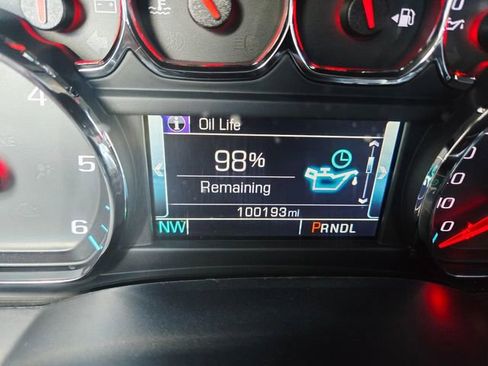 Oil Life
98%
Remaining
100193 mi
NW
PRNDL
4
5
6